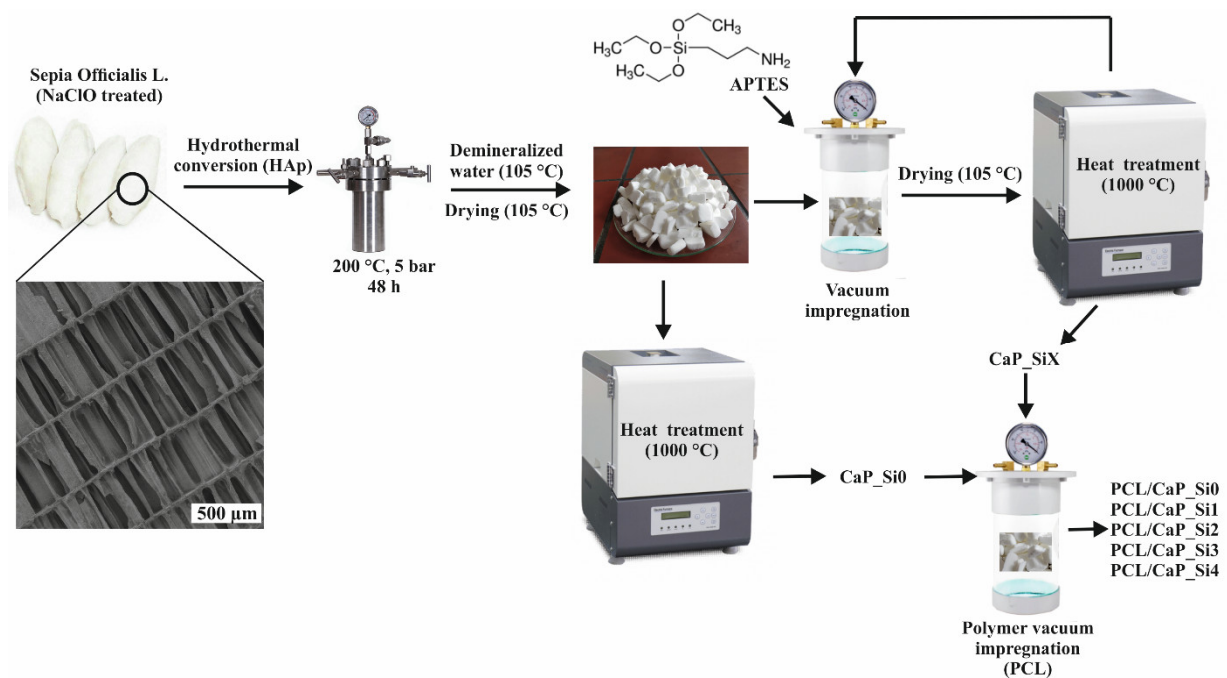 Sepia Officialis L.
(NaClO treated)
Hydrothermal
conversion (HAp)
200 °C, 5 bar
48 h
Demineralized
water (105 °C)
Drying (105 °C)
H₃C
O
CH₃
H₃C
O
Si
NH₂
H₃C
O
APTES
Vacuum
impregnation
Drying (105 °C)
Heat treatment
(1000 °C)
500 µm
Heat treatment
(1000 °C)
CaP_Si0
CaP_SiX
Polymer vacuum
impregnation
(PCL)
PCL/CaP_Si0
PCL/CaP_Si1
PCL/CaP_Si2
PCL/CaP_Si3
PCL/CaP_Si4